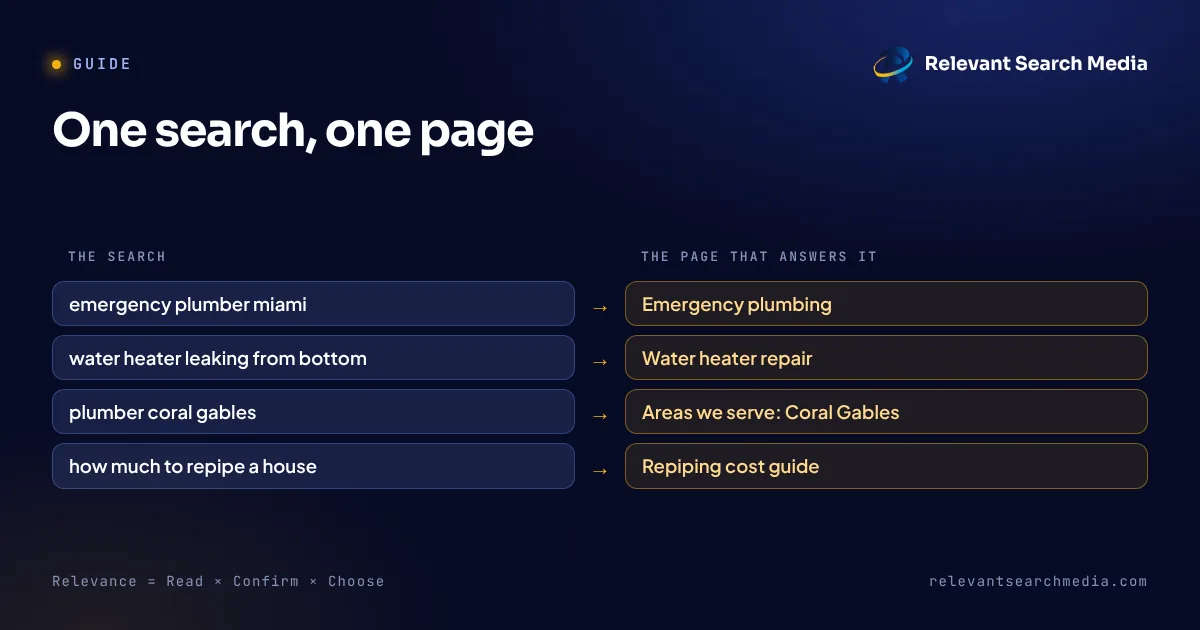 GUIDE
Relevant Search Media
One search, one page
THE SEARCH
THE PAGE THAT ANSWERS IT
emergency plumber miami → Emergency plumbing
water heater leaking from bottom → Water heater repair
plumber coral gables → Areas we serve: Coral Gables
how much to repipe a house → Repiping cost guide
Relevance = Read × Confirm × Choose
relevantsearchmedia.com